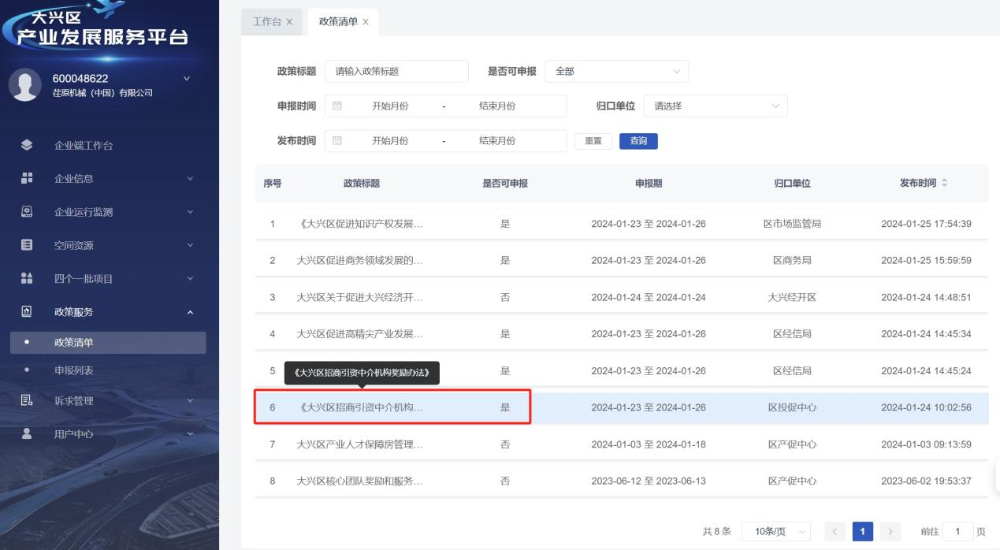 大兴区
产业发展服务平台
600048622
荏原机械（中国）有限公司
企业端工作台
企业信息
企业运行监测
空间资源
四个一批项目
政策服务
政策清单
申报列表
诉求管理
用户中心
工作台 ×
政策清单 ×
政策标题 请输入政策标题 是否可申报 全部
申报时间 开始月份 - 结束月份 归口单位 请选择
发布时间 开始月份 - 结束月份 重置 查询
序号 政策标题 是否可申报 申报期 归口单位 发布时间
1 《大兴区促进知识产权发展... 是 2024-01-23 至 2024-01-26 区市场监管局 2024-01-25 17:54:39
2 大兴区促进商务领域发展的... 是 2024-01-23 至 2024-01-26 区商务局 2024-01-25 15:59:59
3 大兴区关于促进大兴经济开... 否 2024-01-24 至 2024-01-24 大兴经开区 2024-01-24 14:48:51
4 大兴区促进高精尖产业发展... 是 2024-01-23 至 2024-01-26 区经信局 2024-01-24 14:45:34
5 是 2024-01-23 至 2024-01-26 区经信局 2024-01-24 14:45:24
《大兴区招商引资中介机构奖励办法》
6 《大兴区招商引资中介机构... 是 2024-01-23 至 2024-01-26 区投促中心 2024-01-24 10:02:56
7 大兴区产业人才保障房管理... 否 2024-01-03 至 2024-01-18 区产促中心 2024-01-03 09:13:59
8 大兴区核心团队奖励和服务... 否 2023-06-12 至 2023-06-13 区产促中心 2023-06-02 19:53:37
共 8 条 10条/页 < 1 > 前往 1 页